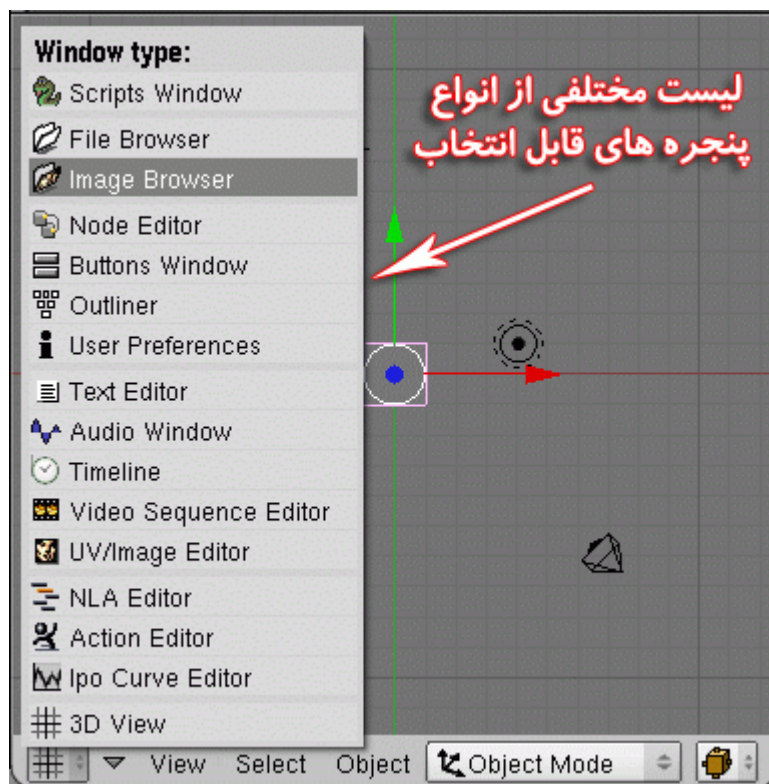 Window type:
Scripts Window
File Browser
Image Browser
Node Editor
Buttons Window
Outliner
User Preferences
Text Editor
Audio Window
Timeline
Video Sequence Editor
UV/Image Editor
NLA Editor
Action Editor
Ipo Curve Editor
3D View
لیست مختلفی از انواع
پنجره های قابل انتخاب
View Select Object Object Mode